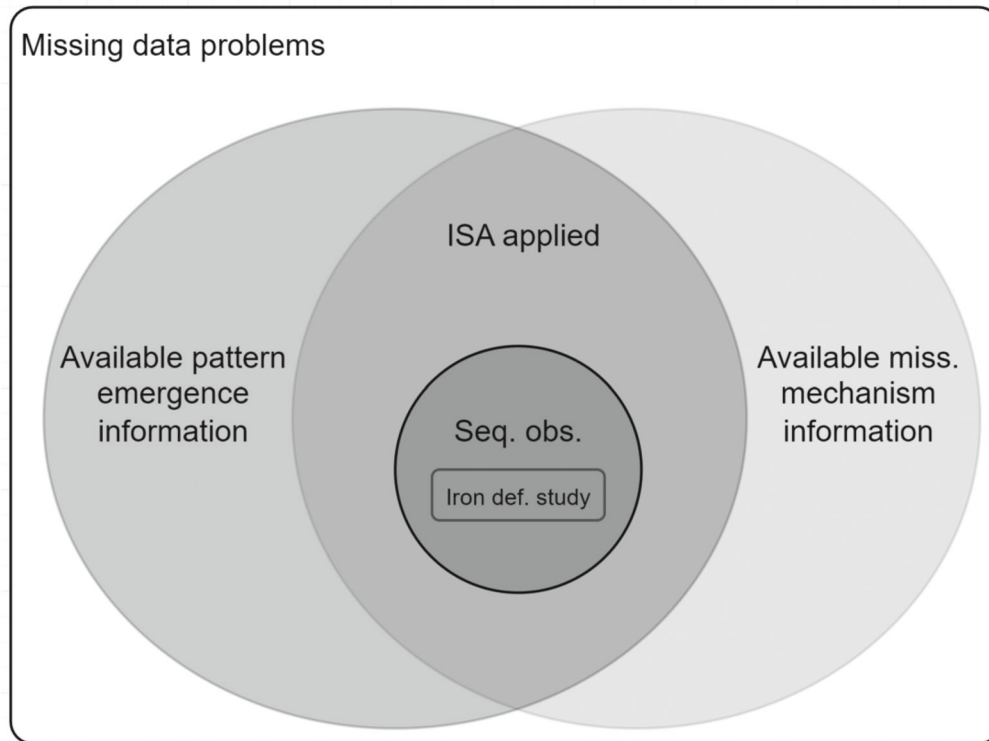 Missing data problems
ISA applied
Available pattern
emergence
information
Available miss.
mechanism
information
Seq. obs.
Iron def. study